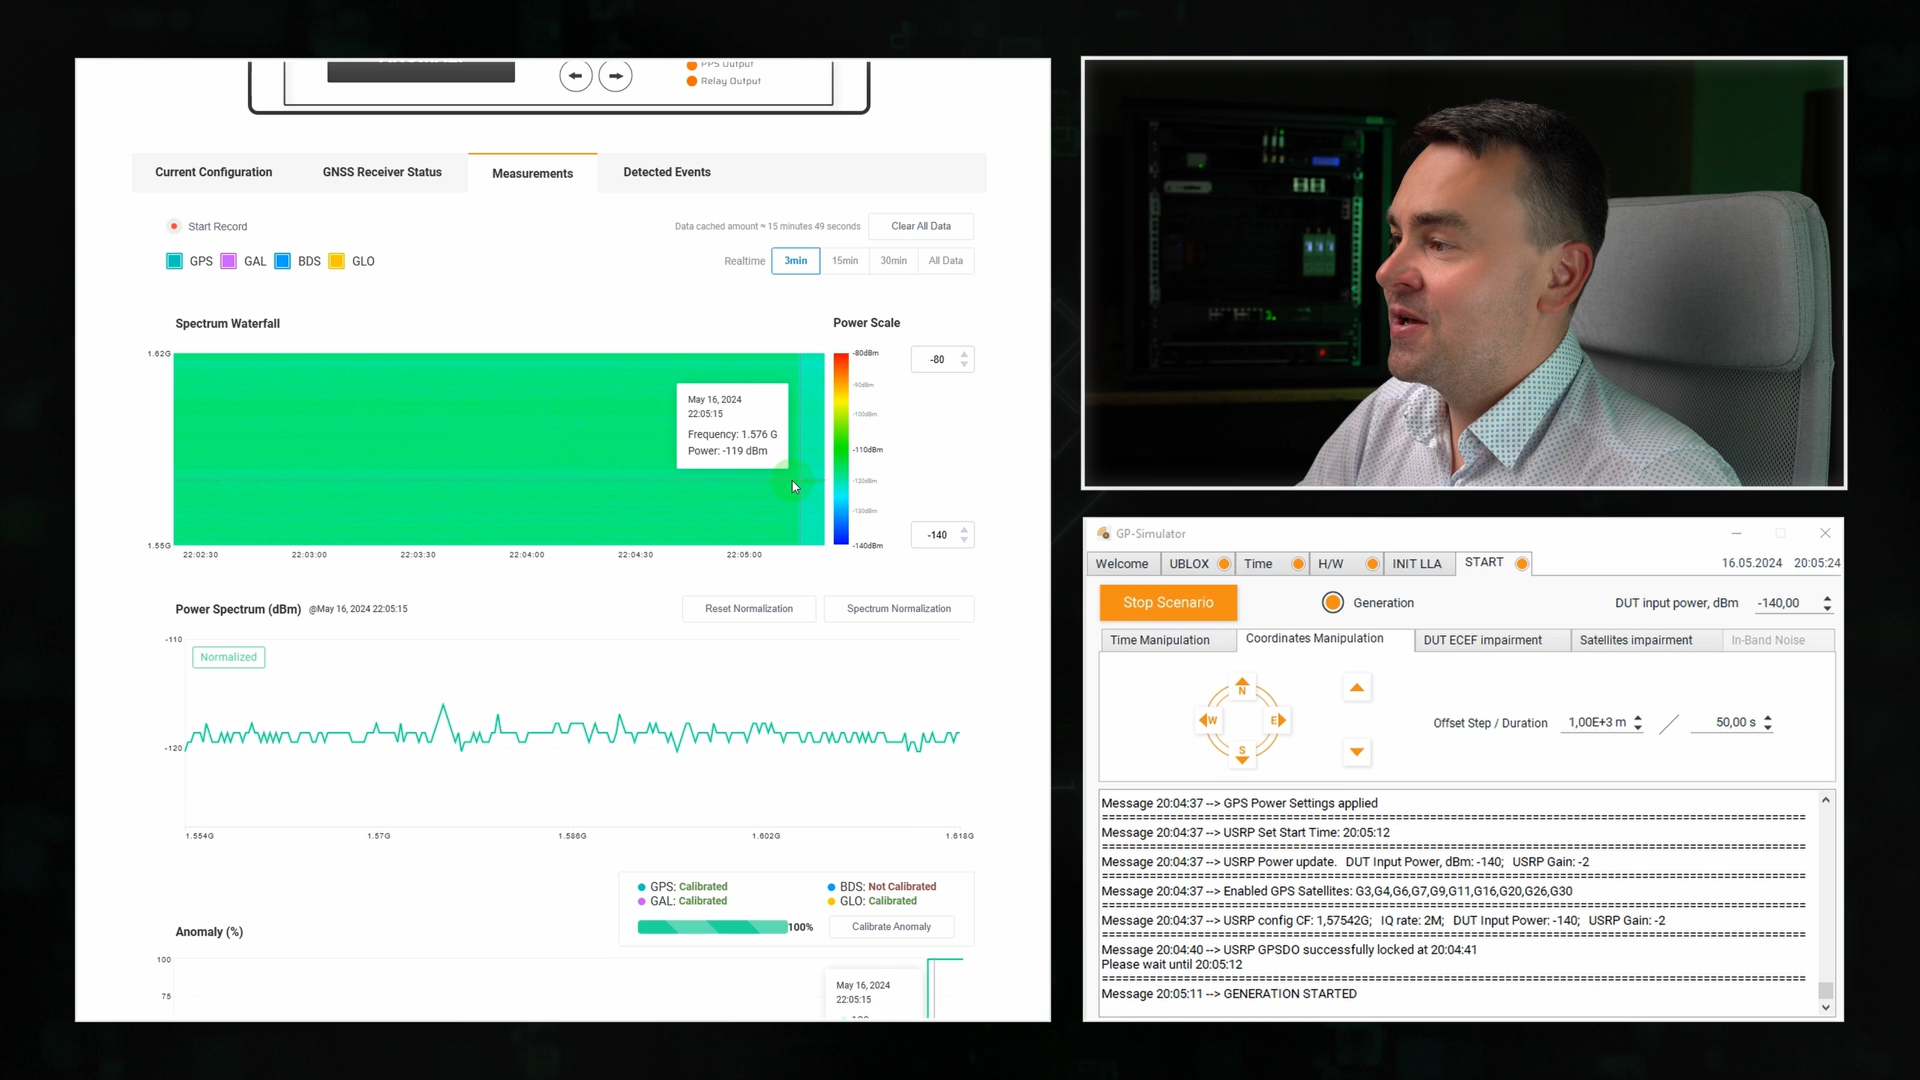 PPS Output
Relay Output
Current Configuration
GNSS Receiver Status
Measurements
Detected Events
Start Record
Data cached amount ≈ 15 minutes 49 seconds
Clear All Data
GPS
GAL
BDS
GLO
Realtime
3min
15min
30min
All Data
Spectrum Waterfall
Power Scale
1.62G
1.55G
-80dBm
-90dBm
-100dBm
-110dBm
-120dBm
-130dBm
-140dBm
-80
-140
May 16, 2024
22:05:15
Frequency: 1.576 G
Power: -119 dBm
22:02:30
22:03:00
22:03:30
22:04:00
22:04:30
22:05:00
Power Spectrum (dBm) @May 16, 2024 22:05:15
Reset Normalization
Spectrum Normalization
-110
Normalized
-120
1.554G
1.57G
1.586G
1.602G
1.618G
GPS: Calibrated
BDS: Not Calibrated
GAL: Calibrated
GLO: Calibrated
100%
Calibrate Anomaly
Anomaly (%)
100
75
May 16, 2024
22:05:15
GP-Simulator
Welcome
UBLOX
Time
H/W
INIT LLA
START
16.05.2024 20:05:24
Stop Scenario
Generation
DUT input power, dBm -140,00
Time Manipulation
Coordinates Manipulation
DUT ECEF impairment
Satellites impairment
In-Band Noise
N
W
E
S
Offset Step / Duration 1,00E+3 m / 50,00 s
Message 20:04:37 --> GPS Power Settings applied
Message 20:04:37 --> USRP Set Start Time: 20:05:12
Message 20:04:37 --> USRP Power update. DUT Input Power, dBm: -140; USRP Gain: -2
Message 20:04:37 --> Enabled GPS Satellites: G3,G4,G6,G7,G9,G11,G16,G20,G26,G30
Message 20:04:37 --> USRP config CF: 1,57542G; IQ rate: 2M; DUT Input Power: -140; USRP Gain: -2
Message 20:04:40 --> USRP GPSDO successfully locked at 20:04:41
Please wait until 20:05:12
Message 20:05:11 --> GENERATION STARTED